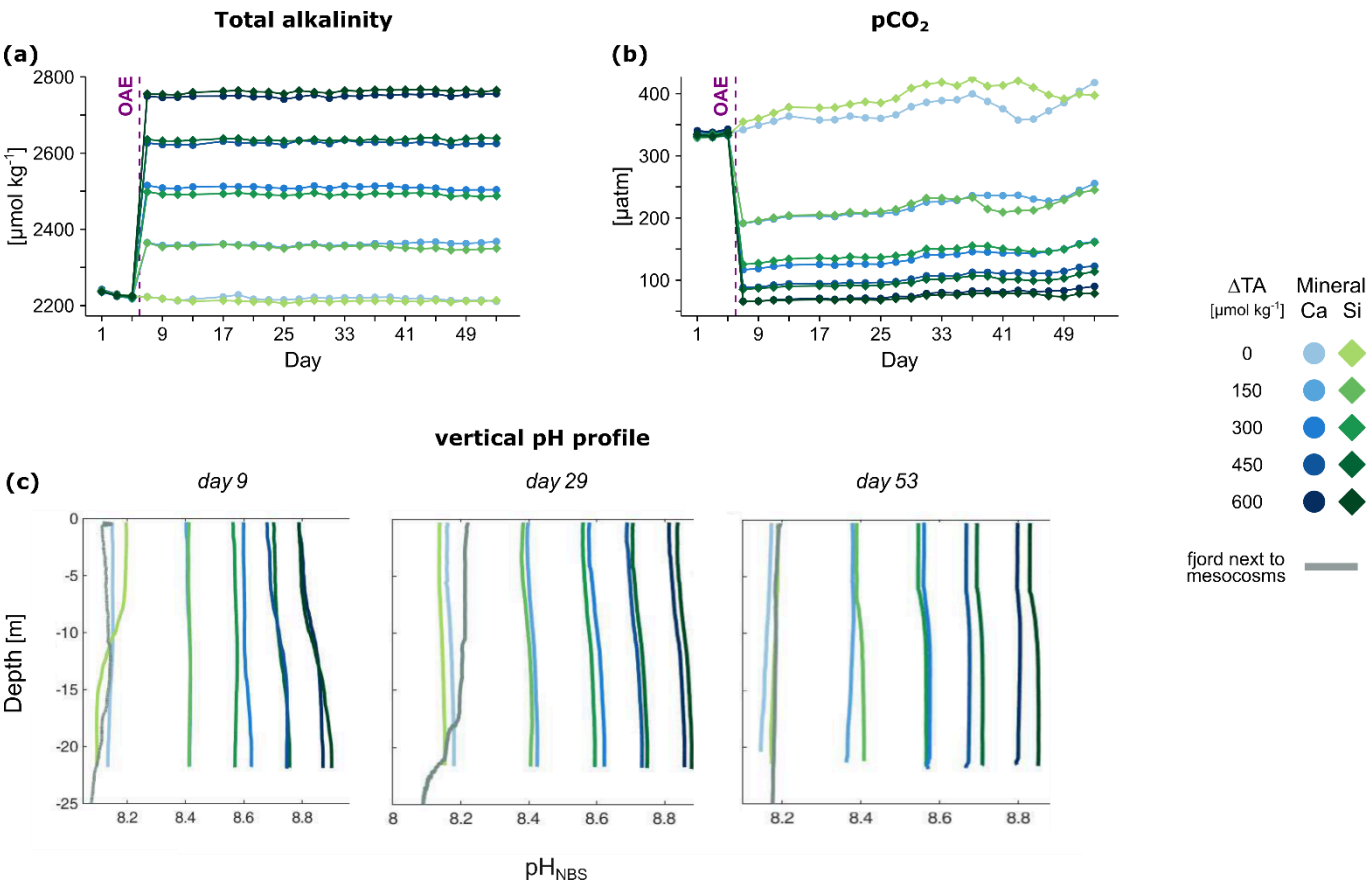 Total alkalinity
pCO₂
(a)
(b)
OAE
OAE
[µmol kg⁻¹]
2800
2600
2400
2200
1 9 17 25 33 41 49
Day
[µatm]
400
300
200
100
1 9 17 25 33 41 49
Day
ΔTA Mineral
[µmol kg⁻¹] Ca Si
0
150
300
450
600
fjord next to
mesocosms
vertical pH profile
(c)
day 9
day 29
day 53
Depth [m]
0
-5
-10
-15
-20
-25
8.2 8.4 8.6 8.8
8 8.2 8.4 8.6 8.8
8.2 8.4 8.6 8.8
pH_NBS